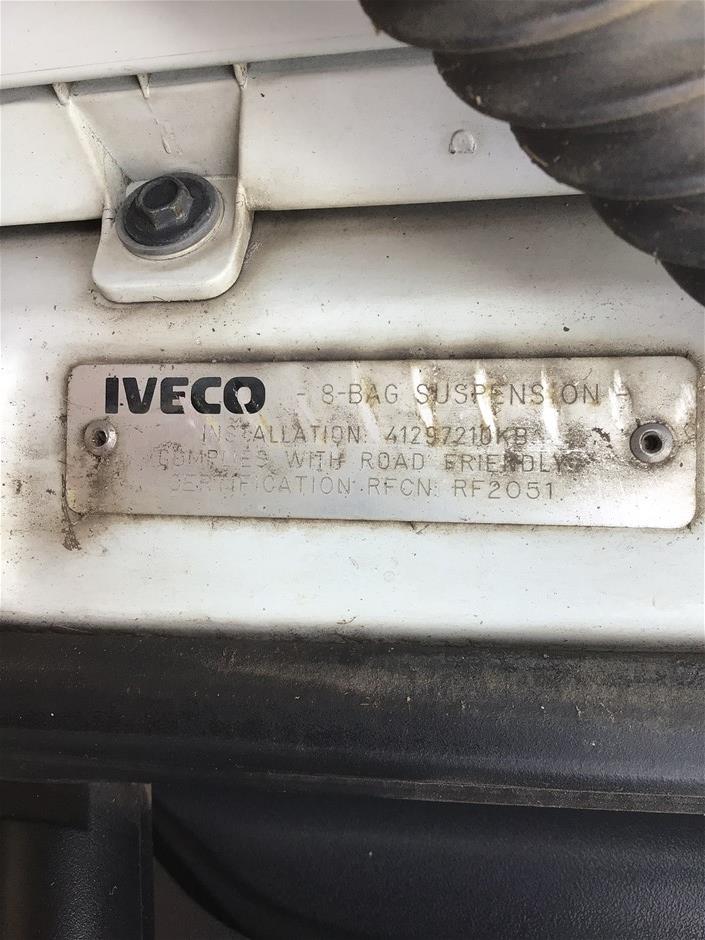 IVECO - 8-BAG SUSPENSION -
INSTALLATION: 41297210KB
COMPLIES WITH ROAD FRIENDLY
CERTIFICATION RFCN: RF2051